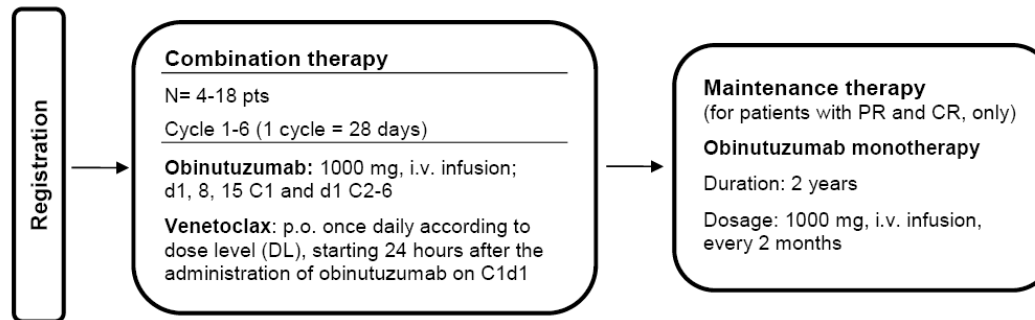 Registration
Combination therapy
N= 4-18 pts
Cycle 1-6 (1 cycle = 28 days)
Obinutuzumab: 1000 mg, i.v. infusion;
d1, 8, 15 C1 and d1 C2-6
Venetoclax: p.o. once daily according to
dose level (DL), starting 24 hours after the
administration of obinutuzumab on C1d1
Maintenance therapy
(for patients with PR and CR, only)
Obinutuzumab monotherapy
Duration: 2 years
Dosage: 1000 mg, i.v. infusion,
every 2 months